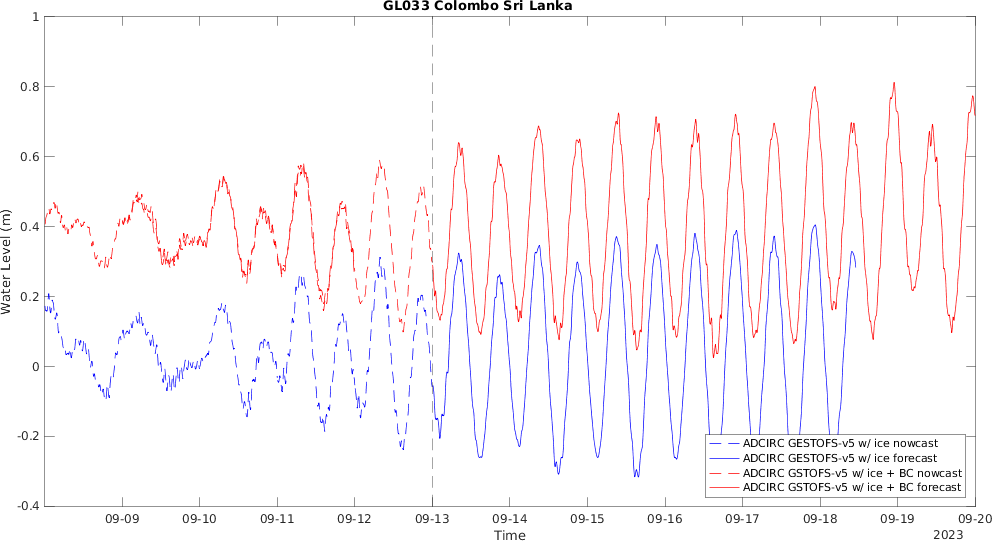 GL033 Colombo Sri Lanka
1
0.8
0.6
0.4
0.2
0
-0.2
-0.4
Water Level (m)
09-09 09-10 09-11 09-12 09-13 09-14 09-15 09-16 09-17 09-18 09-19 09-20
Time
2023
ADCIRC GESTOFS-v5 w/ ice nowcast
ADCIRC GESTOFS-v5 w/ ice forecast
ADCIRC GSTOFS-v5 w/ ice + BC nowcast
ADCIRC GSTOFS-v5 w/ ice + BC forecast